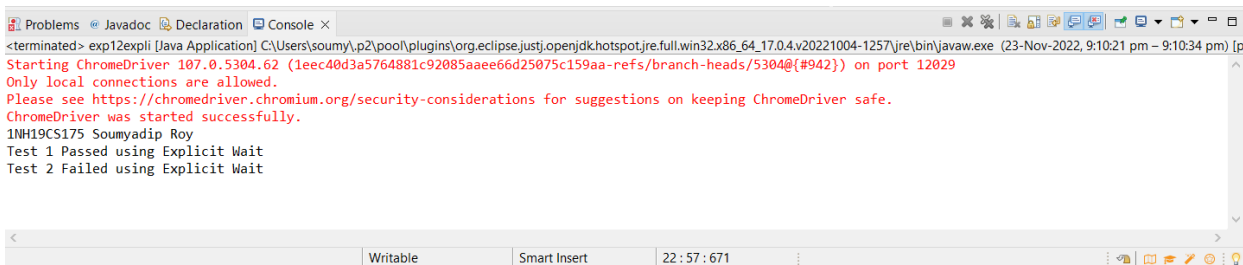 Problems @ Javadoc Declaration Console ×
<terminated> exp12expli [Java Application] C:\Users\soumy\.p2\pool\plugins\org.eclipse.justj.openjdk.hotspot.jre.full.win32.x86_64_17.0.4.v20221004-1257\jre\bin\javaw.exe (23-Nov-2022, 9:10:21 pm – 9:10:34 pm) [p
Starting ChromeDriver 107.0.5304.62 (1eec40d3a5764881c92085aaee66d25075c159aa-refs/branch-heads/5304@{#942}) on port 12029
Only local connections are allowed.
Please see https://chromedriver.chromium.org/security-considerations for suggestions on keeping ChromeDriver safe.
ChromeDriver was started successfully.
1NH19CS175 Soumyadip Roy
Test 1 Passed using Explicit Wait
Test 2 Failed using Explicit Wait
Writable Smart Insert 22 : 57 : 671